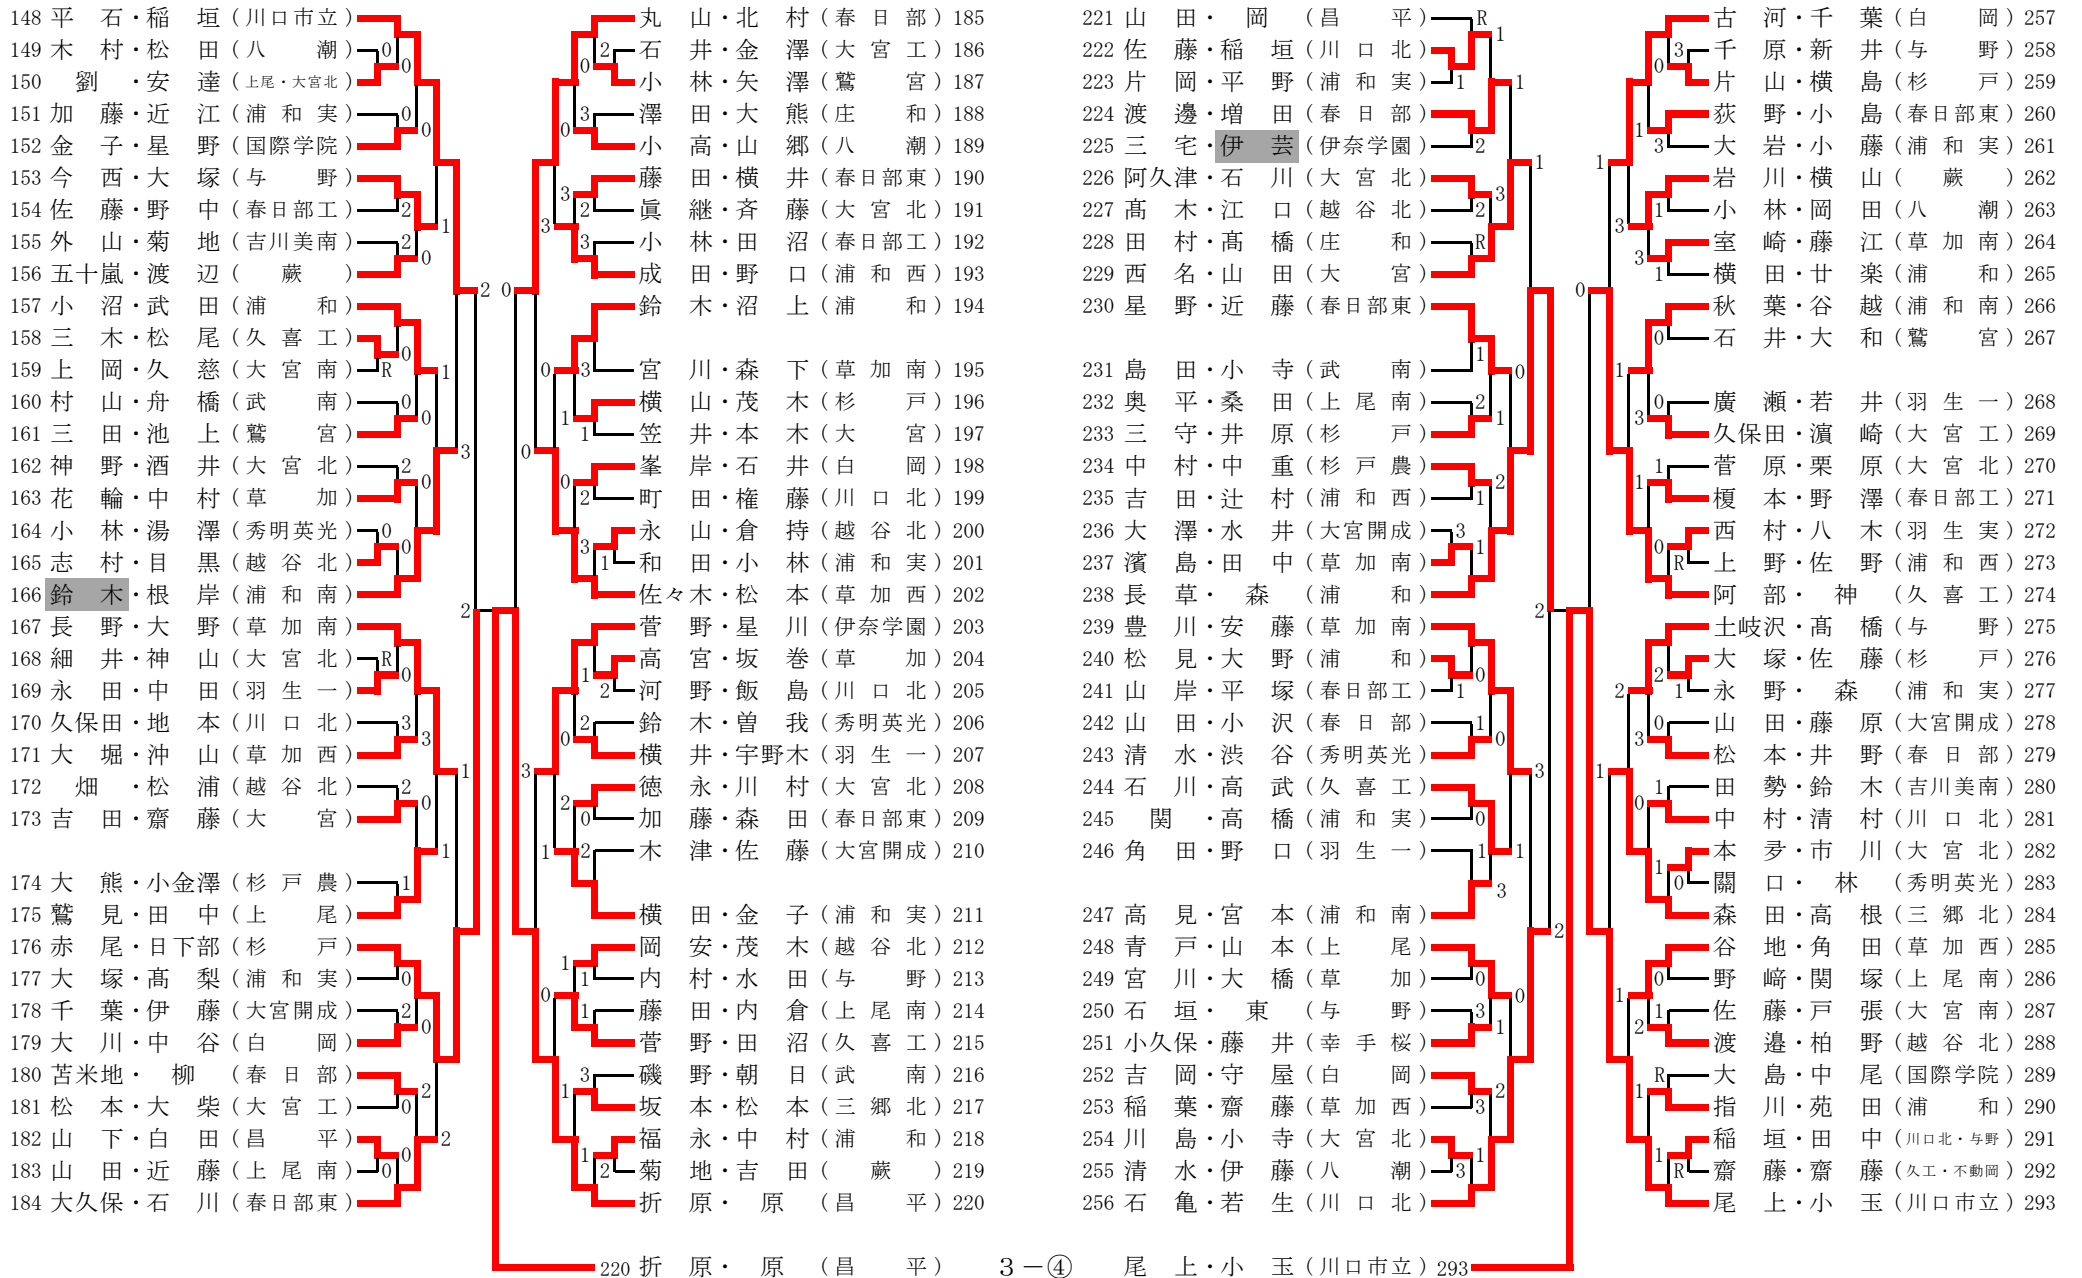 148 平石・稲垣（川口市立）
149 木村・松田（八潮）
150 劉・安達（上尾・大宮北）
151 加藤・近江（浦和実）
152 金子・星野（国際学院）
153 今西・大塚（与野）
154 佐藤・野中（春日部工）
155 外山・菊地（吉川美南）
156 五十嵐・渡辺（蕨）
157 小沼・武田（浦和）
158 三木・松尾（久喜工）
159 上岡・久慈（大宮南）
160 村山・舟橋（武南）
161 三田・池上（鷲宮）
162 神野・酒井（大宮北）
163 花輪・中村（草加）
164 小林・湯澤（秀明英光）
165 志村・目黒（越谷北）
166 鈴木・根岸（浦和南）
167 長野・大野（草加南）
168 細井・神山（大宮北）
169 永田・中田（羽生一）
170 久保田・地本（川口北）
171 大堀・沖山（草加西）
172 畑・松浦（越谷北）
173 吉田・齋藤（大宮）
174 大熊・小金澤（杉戸農）
175 鷲見・田中（上尾）
176 赤尾・日下部（杉戸）
177 大塚・髙梨（浦和実）
178 千葉・伊藤（大宮開成）
179 大川・中谷（白岡）
180 苫米地・柳（春日部）
181 松本・大柴（大宮工）
182 山下・白田（昌平）
183 山田・近藤（上尾南）
184 大久保・石川（春日部東）
丸山・北村（春日部）185
石井・金澤（大宮工）186
小林・矢澤（鷲宮）187
澤田・大熊（庄和）188
小高・山郷（八潮）189
藤田・横井（春日部東）190
眞継・斉藤（大宮北）191
小林・田沼（春日部工）192
成田・野口（浦和西）193
鈴木・沼上（浦和）194
宮川・森下（草加南）195
横山・茂木（杉戸）196
笠井・本木（大宮）197
峯岸・石井（白岡）198
町田・権藤（川口北）199
永山・倉持（越谷北）200
和田・小林（浦和実）201
佐々木・松本（草加西）202
菅野・星川（伊奈学園）203
高宮・坂巻（草加）204
河野・飯島（川口北）205
鈴木・曽我（秀明英光）206
横井・宇野木（羽生一）207
徳永・川村（大宮北）208
加藤・森田（春日部東）209
木津・佐藤（大宮開成）210
横田・金子（浦和実）211
岡安・茂木（越谷北）212
内村・水田（与野）213
藤田・内倉（上尾南）214
菅野・田沼（久喜工）215
磯野・朝日（武南）216
坂本・松本（三郷北）217
福永・中村（浦和）218
菊地・吉田（蕨）219
折原・原（昌平）220
221 山田・岡（昌平）
222 佐藤・稲垣（川口北）
223 片岡・平野（浦和実）
224 渡邊・増田（春日部）
225 三宅・伊芸（伊奈学園）
226 阿久津・石川（大宮北）
227 髙木・江口（越谷北）
228 田村・髙橋（庄和）
229 西名・山田（大宮）
230 星野・近藤（春日部東）
231 島田・小寺（武南）
232 奥平・桑田（上尾南）
233 三守・井原（杉戸）
234 中村・中重（杉戸農）
235 吉田・辻村（浦和西）
236 大澤・水井（大宮開成）
237 濱島・田中（草加南）
238 長草・森（浦和）
239 豊川・安藤（草加南）
240 松見・大野（浦和）
241 山岸・平塚（春日部工）
242 山田・小沢（春日部）
243 清水・渋谷（秀明英光）
244 石川・高武（久喜工）
245 関・高橋（浦和実）
246 角田・野口（羽生一）
247 高見・宮本（浦和南）
248 青戸・山本（上尾）
249 宮川・大橋（草加）
250 石垣・東（与野）
251 小久保・藤井（幸手桜）
252 吉岡・守屋（白岡）
253 稲葉・齋藤（草加西）
254 川島・小寺（大宮北）
255 清水・伊藤（八潮）
256 石亀・若生（川口北）
古河・千葉（白岡）257
千原・新井（与野）258
片山・横島（杉戸）259
荻野・小島（春日部東）260
大岩・小藤（浦和実）261
岩川・横山（蕨）262
小林・岡田（八潮）263
室崎・藤江（草加南）264
横田・廿楽（浦和）265
秋葉・谷越（浦和南）266
石井・大和（鷲宮）267
廣瀬・若井（羽生一）268
久保田・濵崎（大宮工）269
菅原・栗原（大宮北）270
榎本・野澤（春日部工）271
西村・八木（羽生実）272
上野・佐野（浦和西）273
阿部・神（久喜工）274
土岐沢・髙橋（与野）275
大塚・佐藤（杉戸）276
永野・森（浦和実）277
山田・藤原（大宮開成）278
松本・井野（春日部）279
田勢・鈴木（吉川美南）280
中村・清村（川口北）281
本多・市川（大宮北）282
關口・林（秀明英光）283
森田・高根（三郷北）284
谷地・角田（草加西）285
野﨑・関塚（上尾南）286
佐藤・戸張（大宮南）287
渡邉・柏野（越谷北）288
大島・中尾（国際学院）289
指川・苑田（浦和）290
稲垣・田中（川口北・与野）291
齋藤・齋藤（久工・不動岡）292
尾上・小玉（川口市立）293
220 折原・原（昌平） 3－④ 尾上・小玉（川口市立）293